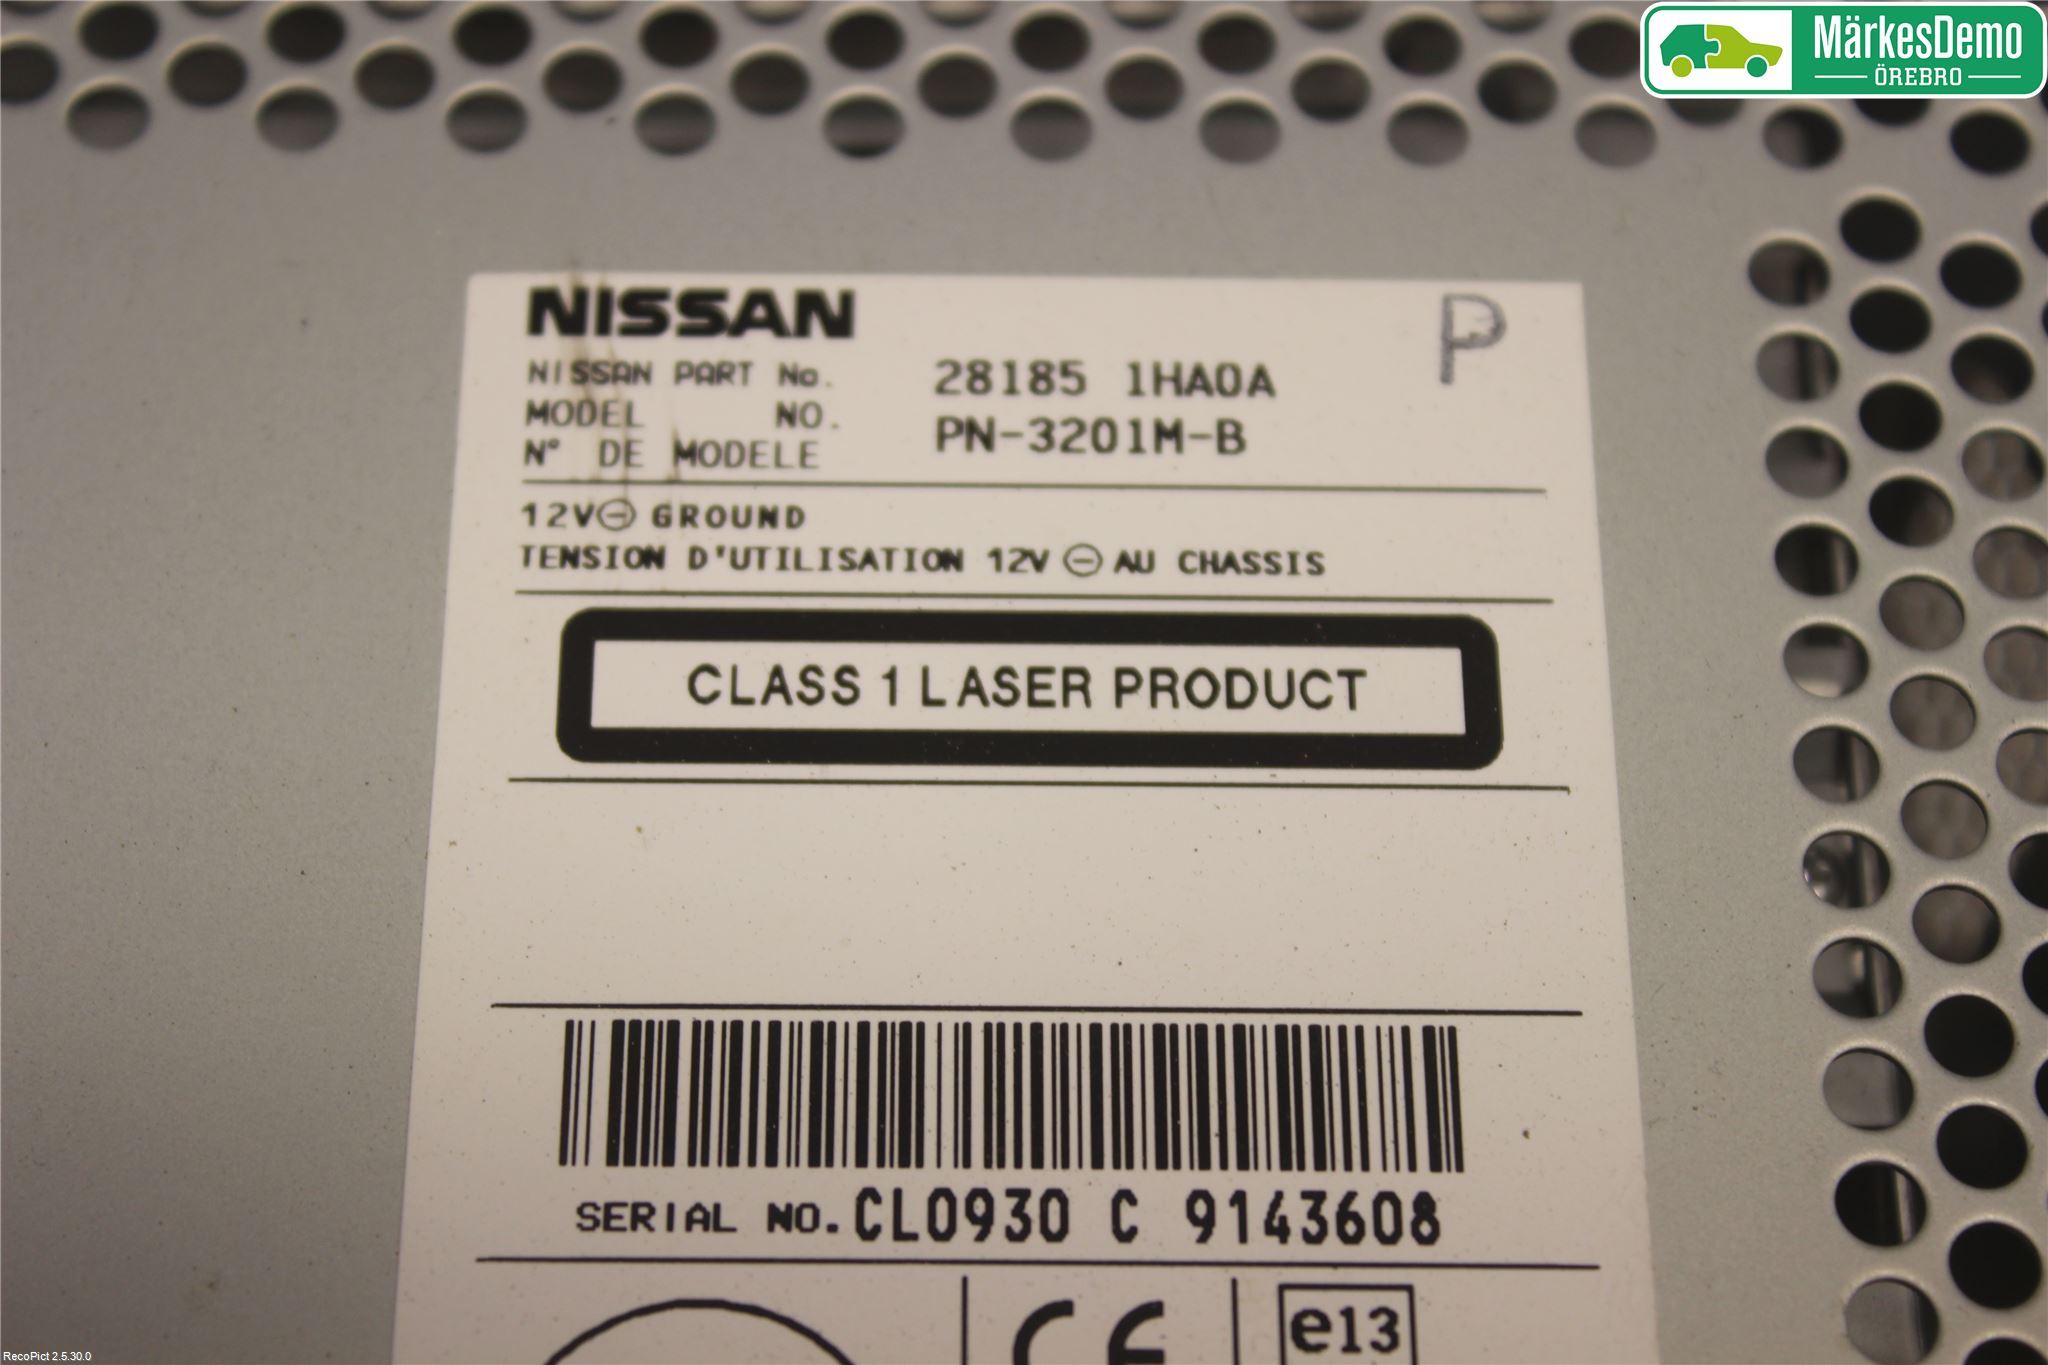 MärkesDemo
ÖREBRO
NISSAN
P
NISSAN PART No. 28185 1HA0A
MODEL NO. PN-3201M-B
N° DE MODELE
12V⊖ GROUND
TENSION D'UTILISATION 12V ⊖ AU CHASSIS
CLASS 1 LASER PRODUCT
SERIAL NO. CL0930 C 9143608
CE e13
RecoPict 2.5.30.0